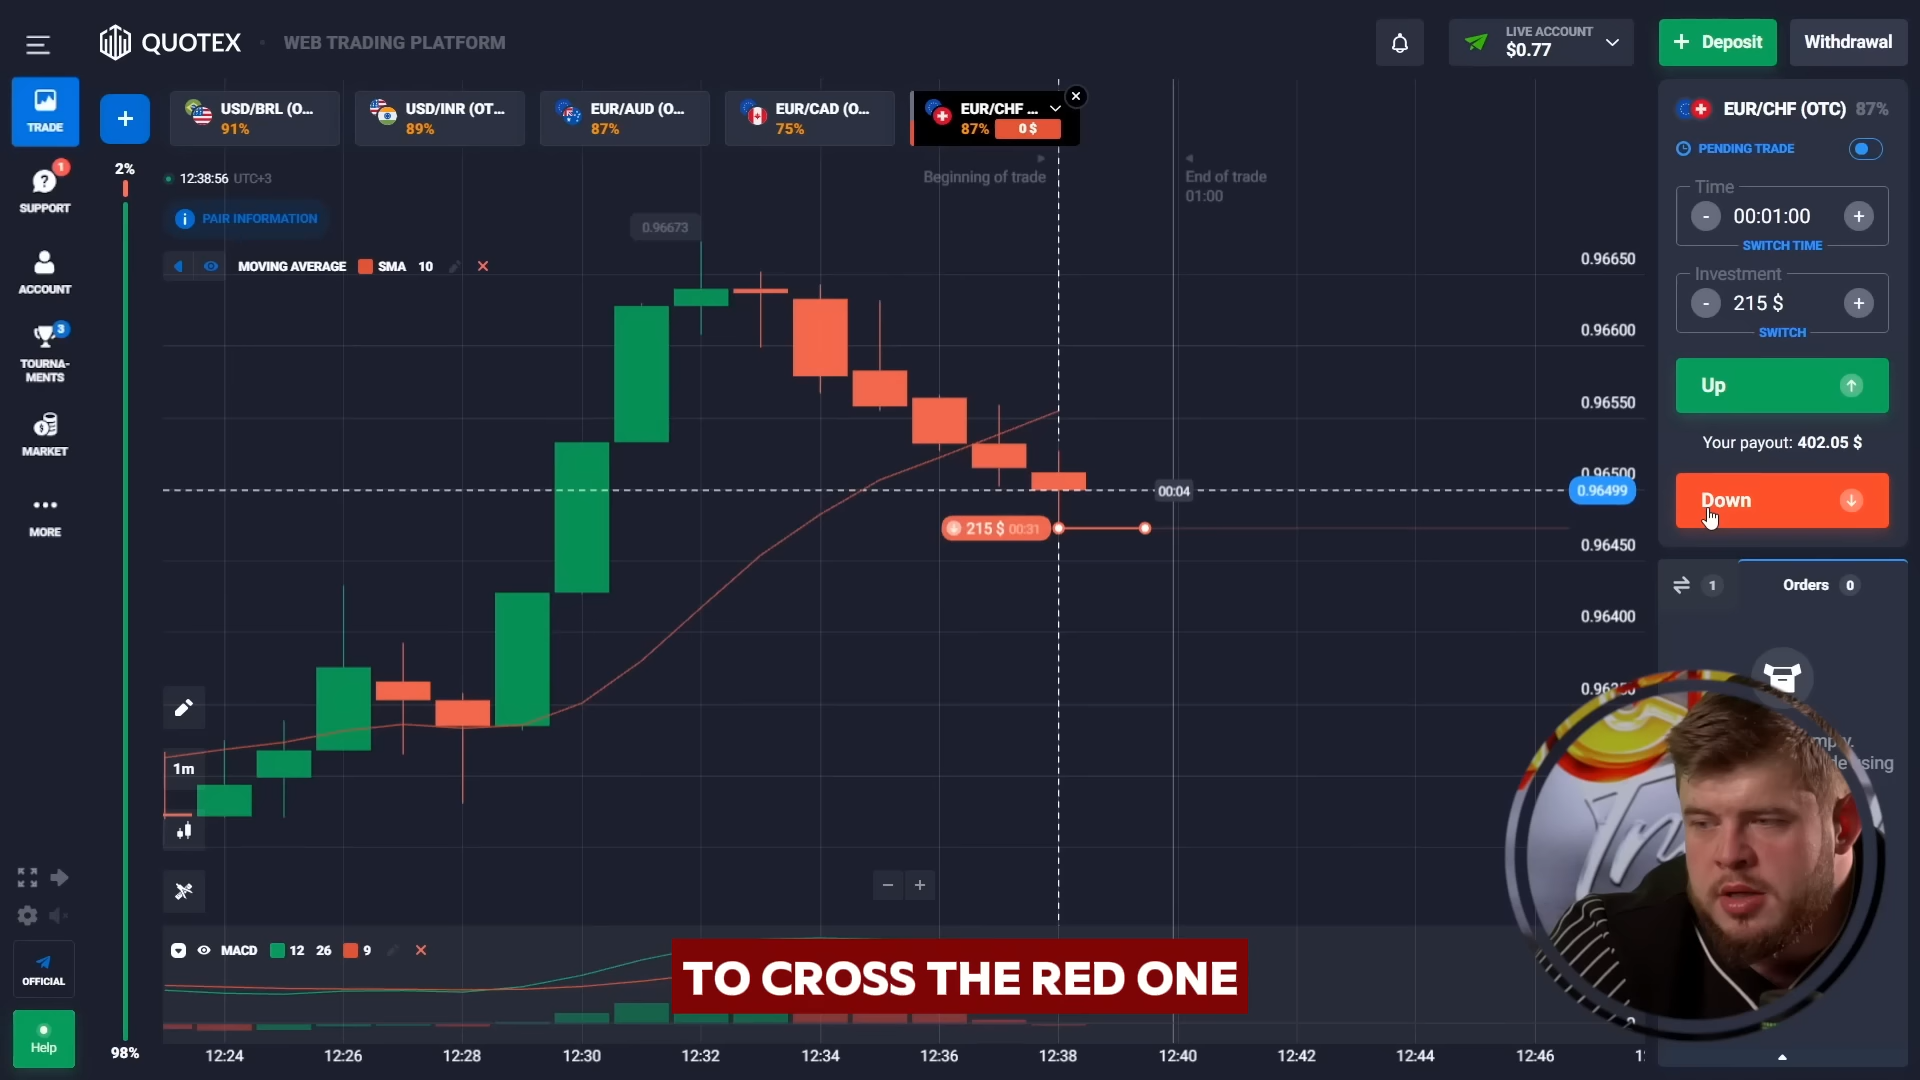 QUOTEX
WEB TRADING PLATFORM
LIVE ACCOUNT
$0.77
+ Deposit
Withdrawal
TRADE
SUPPORT
1
ACCOUNT
TOURNA-
MENTS
3
MARKET
MORE
OFFICIAL
Help
+
2%
98%
USD/BRL (O...
91%
USD/INR (OT...
89%
EUR/AUD (O...
87%
EUR/CAD (O...
75%
EUR/CHF ...
87% 0 $
12:38:56 UTC+3
PAIR INFORMATION
Beginning of trade
End of trade
01:00
0.96673
MOVING AVERAGE SMA 10
0.96650
0.96600
0.96550
0.96500
0.96499
0.96450
0.96400
00:04
215 $ 00:31
1m
− +
MACD 12 26 9
TO CROSS THE RED ONE
12:24 12:26 12:28 12:30 12:32 12:34 12:36 12:38 12:40 12:42 12:44 12:46
EUR/CHF (OTC) 87%
PENDING TRADE
Time
- 00:01:00 +
SWITCH TIME
Investment
- 215 $ +
SWITCH
Up
Your payout: 402.05 $
Down
1
Orders 0